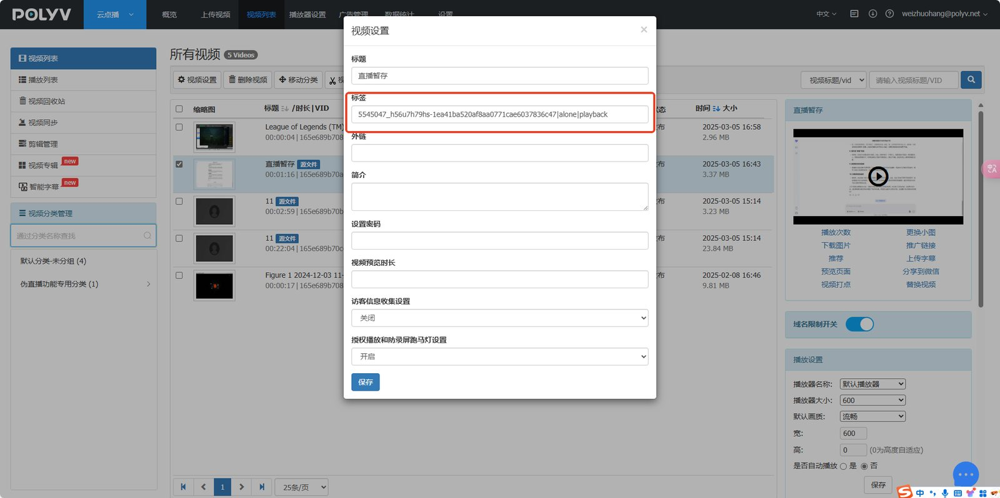 POLYV
云点播
概览
上传视频
视频列表
播放器设置
广告管理
数据统计
设置
中文
weizhuohang@polyv.net
视频列表
播放列表
视频回收站
视频同步
剪辑管理
视频专辑 new
智能字幕 new
视频分类管理
通过分类名称查找
默认分类-未分组 (4)
伪直播功能专用分类 (1)
所有视频 5 Videos
视频设置
删除视频
移动分类
视频标题/vid
请输入视频标题/VID
缩略图
标题 /时长|VID
时间 大小
League of Legends (TM)
00:00:04 | 165e689b708
布
2025-03-05 16:58
2.96 MB
直播暂存 源文件
00:01:16 | 165e689b70a
布
2025-03-05 16:43
3.37 MB
11 源文件
00:02:59 | 165e689b70b
布
2025-03-05 15:14
3.23 MB
11 源文件
00:22:04 | 165e689b70c
布
2025-03-05 15:14
23.84 MB
Figure 1 2024-12-03 11-
00:00:17 | 165e689b708
布
2025-02-08 16:46
9.81 MB
1
25条/页
视频设置
×
标题
直播暂存
标签
5545047_h56u7h79hs-1ea41ba520af8aa0771cae6037836c47|alone|playback
外链
简介
设置密码
视频预览时长
访客信息收集设置
关闭
授权播放和防录屏跑马灯设置
开启
保存
直播暂存
播放次数
更换小图
下载图片
推广链接
推荐
上传字幕
预览页面
分享到微信
视频打点
替换视频
域名限制开关
播放设置
播放器名称: 默认播放器
播放器大小: 600
默认画质: 流畅
宽: 600
高: 0 (0为高度自适应)
是否自动播放 是 否
保存
中